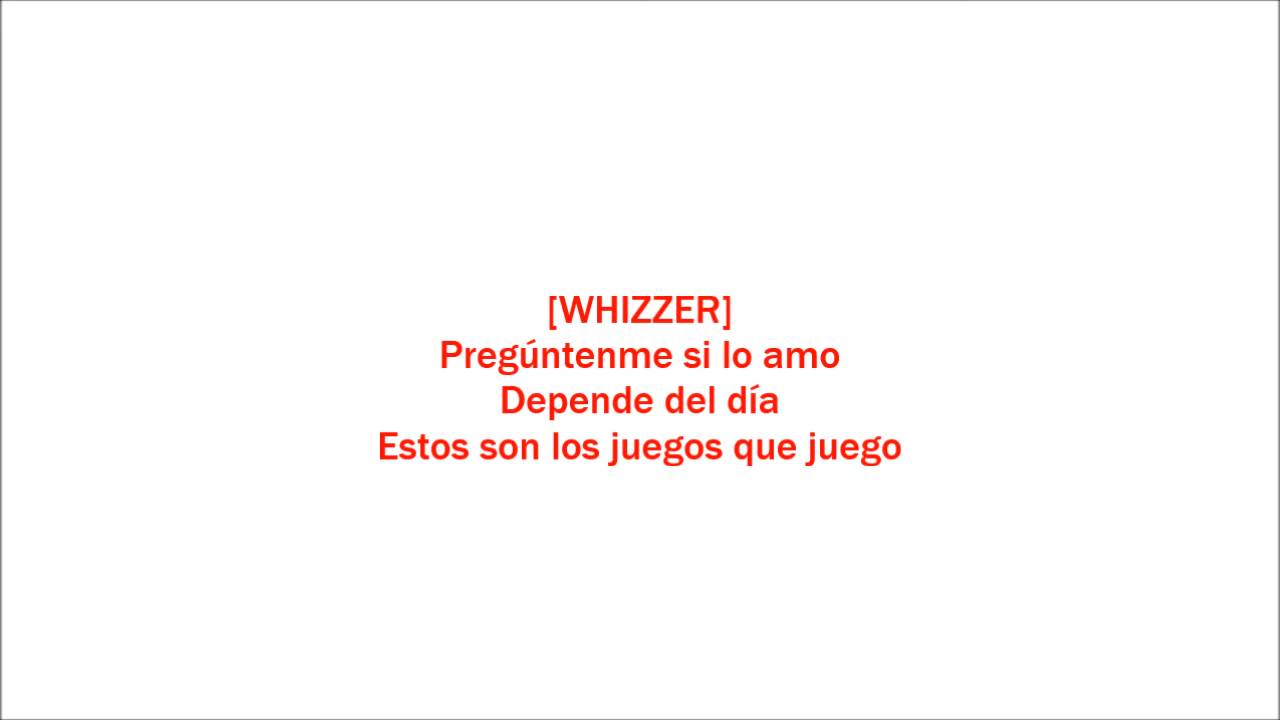 [WHIZZER]
Pregúntenme si lo amo
Depende del día
Estos son los juegos que juego